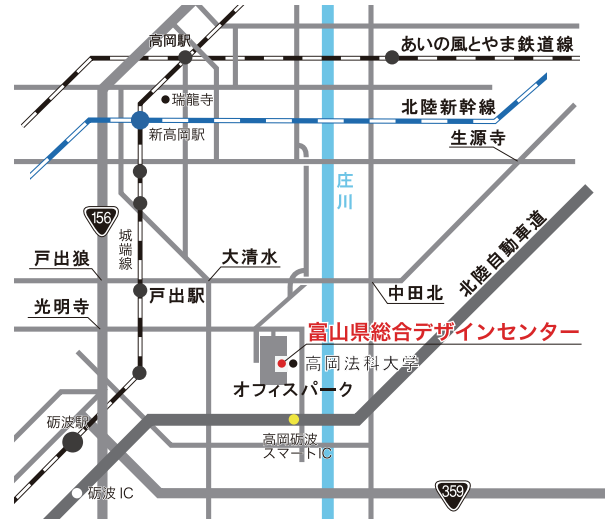 高岡駅
あいの風とやま鉄道線
瑞龍寺
北陸新幹線
新高岡駅
生源寺
庄川
156
城端線
戸出狼
大清水
北陸自動車道
戸出駅
中田北
光明寺
富山県総合デザインセンター
高岡法科大学
オフィスパーク
砺波駅
高岡砺波
スマートIC
砺波IC
359